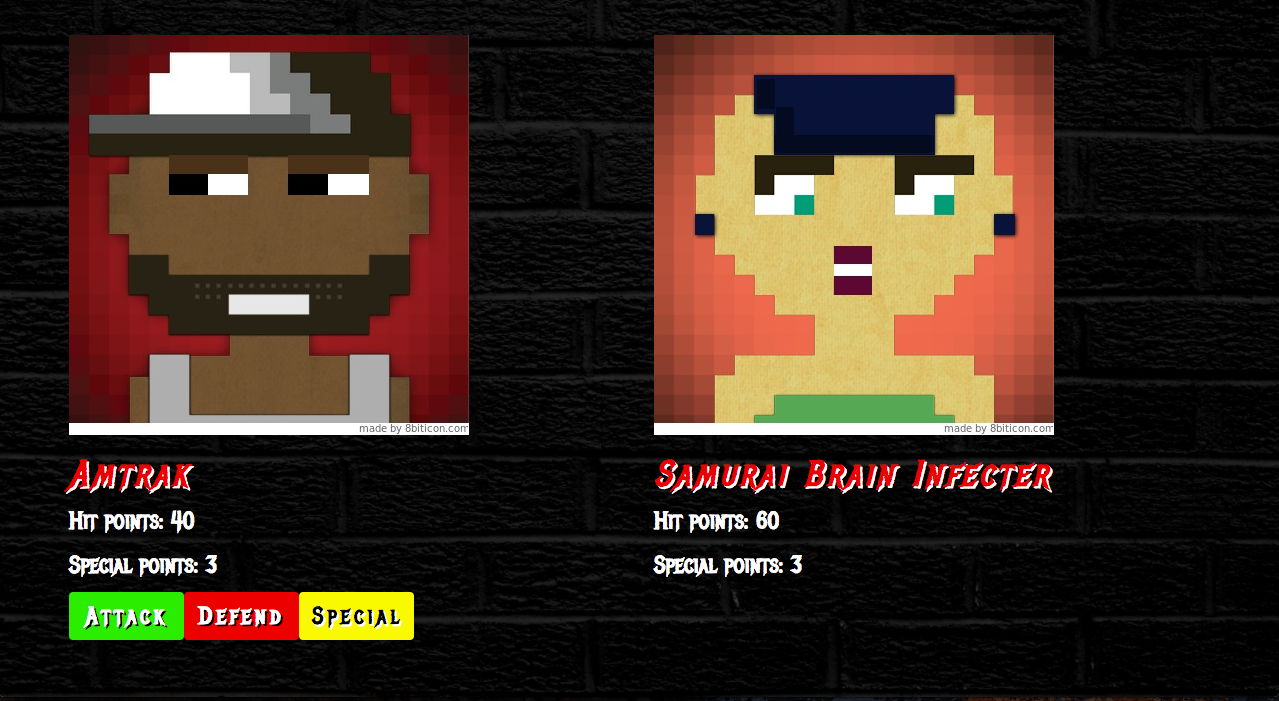 made by 8biticon.com
Amtrak
Hit points: 40
Special points: 3
Attack Defend Special
made by 8biticon.com
Samurai Brain Infecter
Hit points: 60
Special points: 3